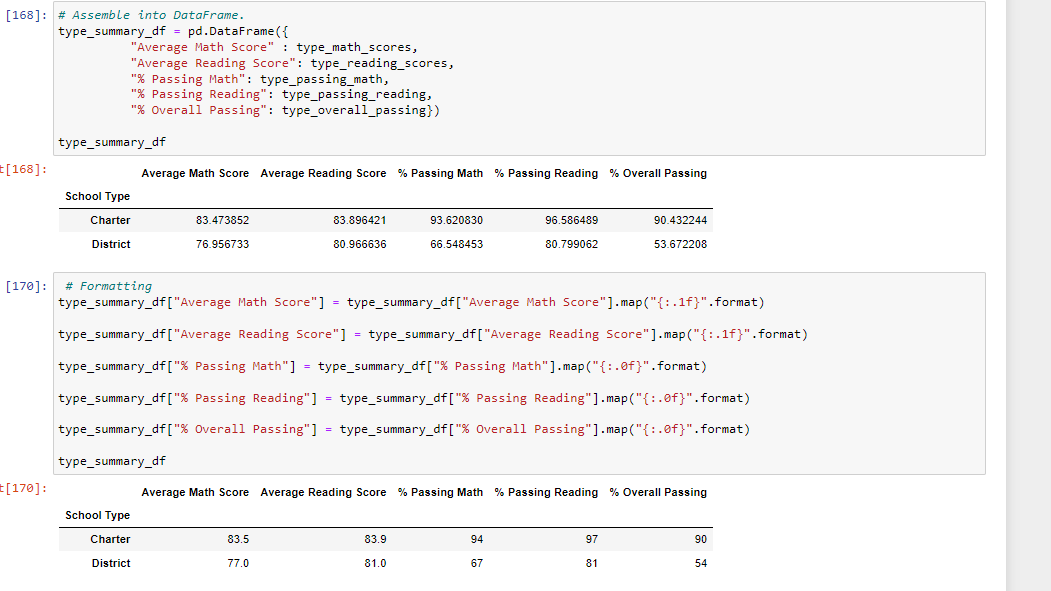 [168]: # Assemble into DataFrame.
type_summary_df = pd.DataFrame({
"Average Math Score" : type_math_scores,
"Average Reading Score": type_reading_scores,
"% Passing Math": type_passing_math,
"% Passing Reading": type_passing_reading,
"% Overall Passing": type_overall_passing})
type_summary_df
t[168]:
Average Math Score Average Reading Score % Passing Math % Passing Reading % Overall Passing
School Type
Charter 83.473852 83.896421 93.620830 96.586489 90.432244
District 76.956733 80.966636 66.548453 80.799062 53.672208
[170]: # Formatting
type_summary_df["Average Math Score"] = type_summary_df["Average Math Score"].map("{:.1f}".format)
type_summary_df["Average Reading Score"] = type_summary_df["Average Reading Score"].map("{:.1f}".format)
type_summary_df["% Passing Math"] = type_summary_df["% Passing Math"].map("{:.0f}".format)
type_summary_df["% Passing Reading"] = type_summary_df["% Passing Reading"].map("{:.0f}".format)
type_summary_df["% Overall Passing"] = type_summary_df["% Overall Passing"].map("{:.0f}".format)
type_summary_df
t[170]:
Average Math Score Average Reading Score % Passing Math % Passing Reading % Overall Passing
School Type
Charter 83.5 83.9 94 97 90
District 77.0 81.0 67 81 54